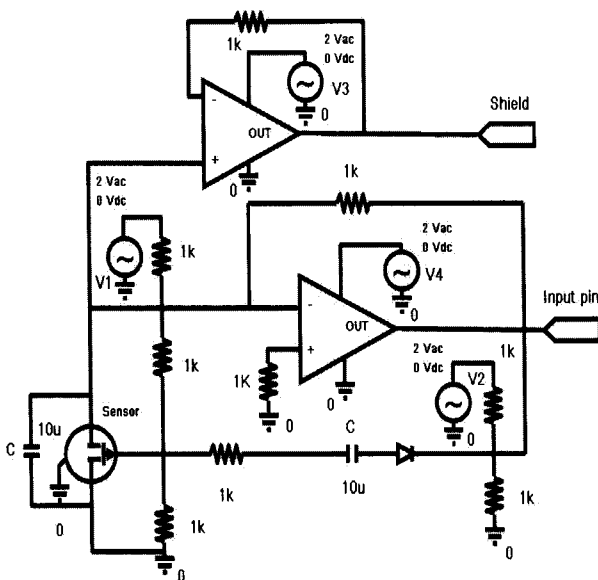 1k
2 Vac
0 Vdc
V3
-
OUT
+
0
0
Shield
1k
2 Vac
0 Vdc
V1
1k
2 Vac
0 Vdc
V4
-
OUT
+
0
0
Input pin
1k
1K
0
2 Vac
0 Vdc
V2
1k
0
Sensor
C
10u
0
1k
C
10u
1k
1k
0
0